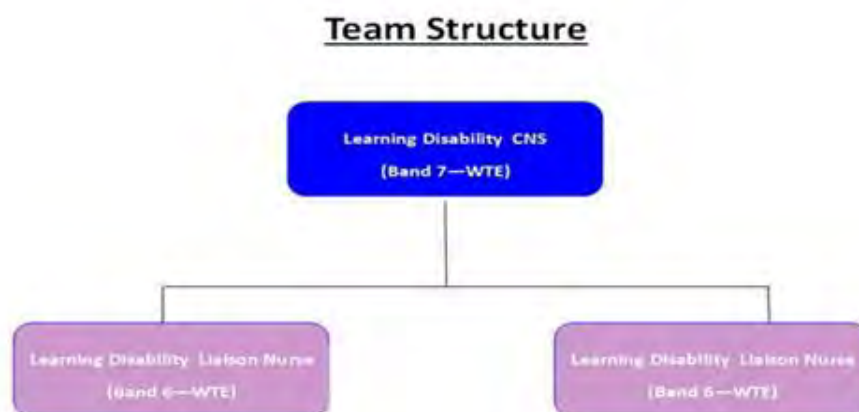 Team Structure
Learning Disability CNS
(Band 7—WTE)
Learning Disability Liaison Nurse
(Band 6—WTE)
Learning Disability Liaison Nurse
(Band 6—WTE)